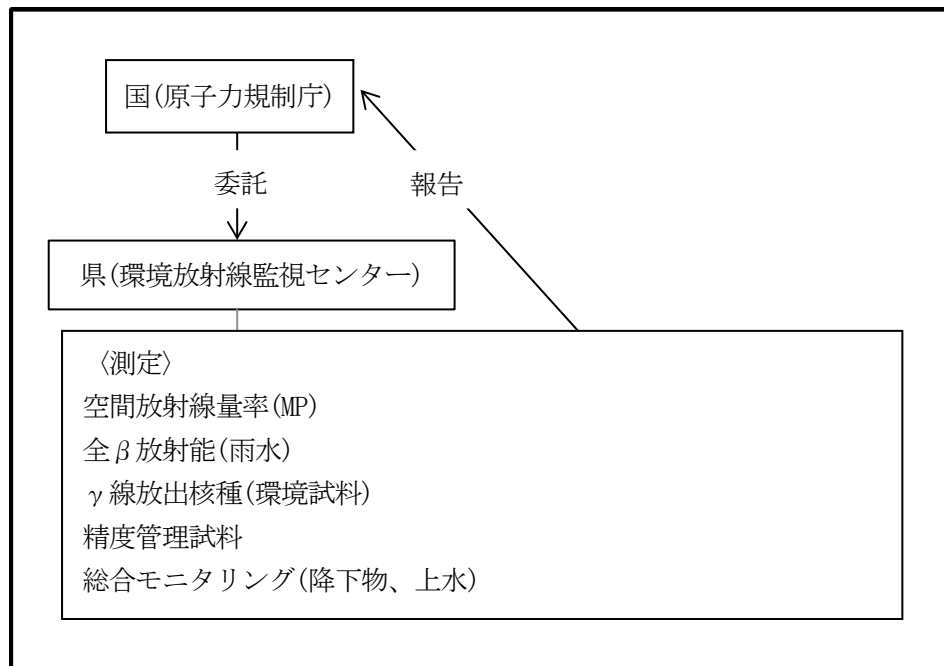 国(原子力規制庁)
委託
報告
県(環境放射線監視センター)
〈測定〉
空間放射線量率(MP)
全β放射能(雨水)
γ線放出核種(環境試料)
精度管理試料
総合モニタリング(降下物、上水)